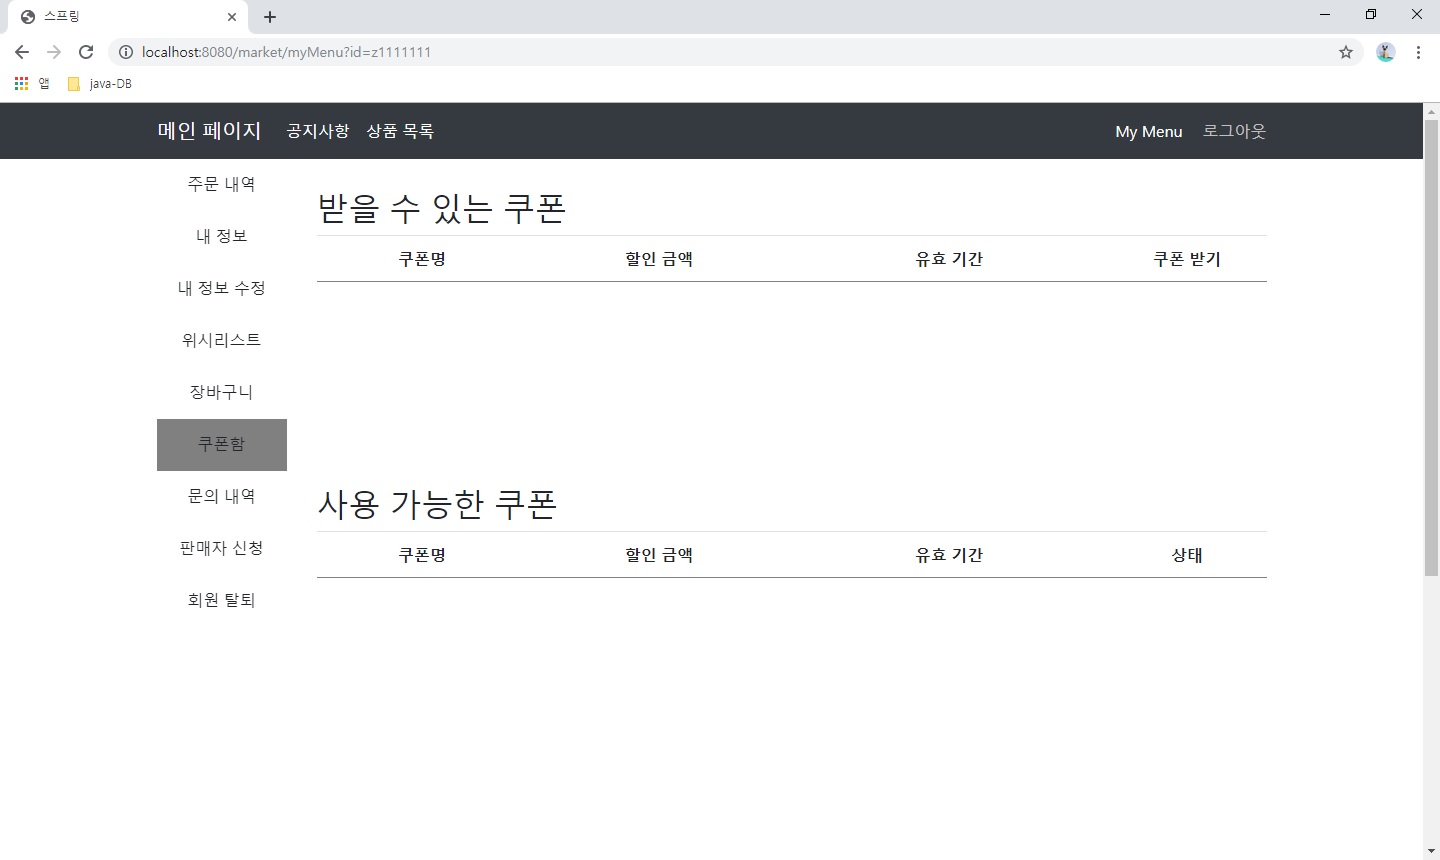 스프링
localhost:8080/market/myMenu?id=z1111111
앱 java-DB
메인 페이지 공지사항 상품 목록 My Menu 로그아웃
주문 내역
내 정보
내 정보 수정
위시리스트
장바구니
쿠폰함
문의 내역
판매자 신청
회원 탈퇴
받을 수 있는 쿠폰
쿠폰명 할인 금액 유효 기간 쿠폰 받기
사용 가능한 쿠폰
쿠폰명 할인 금액 유효 기간 상태